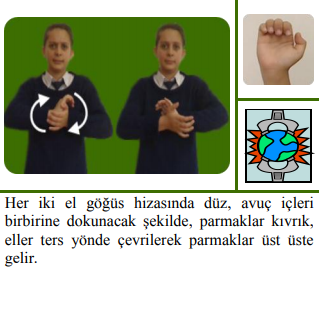 Her iki el göğüs hizasında düz, avuç içleri
birbirine dokunacak şekilde, parmaklar kıvrık,
eller ters yönde çevrilerek parmaklar üst üste
gelir.